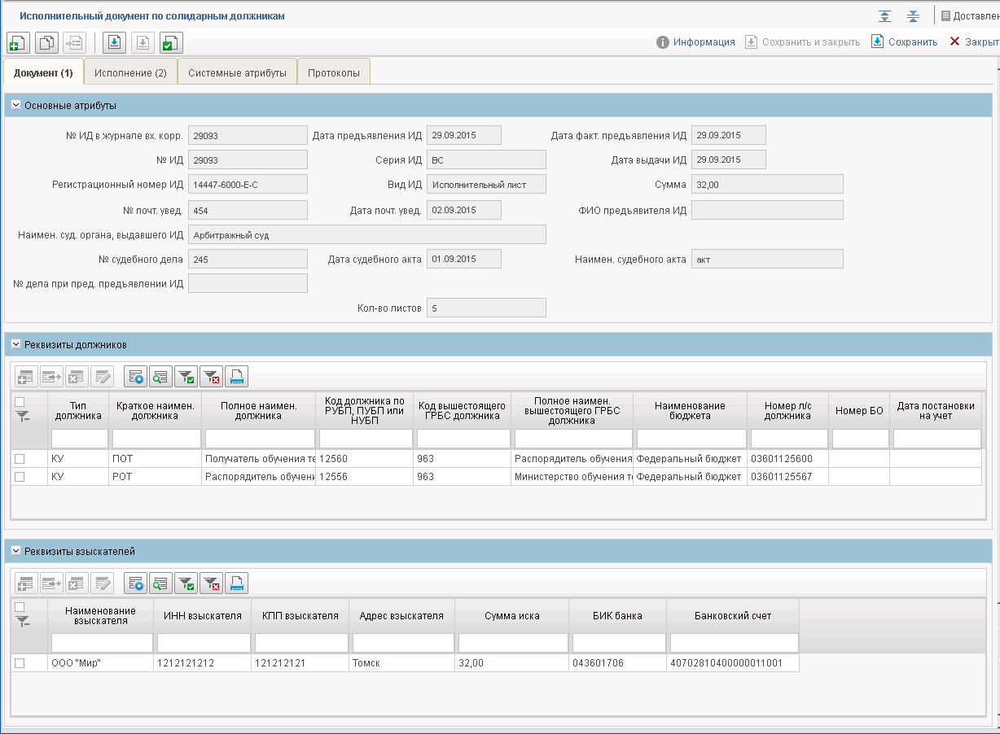 Исполнительный документ по солидарным должникам
Доставлен
Информация Сохранить и закрыть Сохранить Закрыт
Документ (1) Исполнение (2) Системные атрибуты Протоколы
Основные атрибуты
№ ИД в журнале вх. корр. 29093 Дата предъявления ИД 29.09.2015 Дата факт. предъявления ИД 29.09.2015
№ ИД 29093 Серия ИД ВС Дата выдачи ИД 29.09.2015
Регистрационный номер ИД 14447-6000-Е-С Вид ИД Исполнительный лист Сумма 32,00
№ почт. увед. 454 Дата почт. увед. 02.09.2015 ФИО предъявителя ИД
Наимен. суд. органа, выдавшего ИД Арбитражный суд
№ судебного дела 245 Дата судебного акта 01.09.2015 Наимен. судебного акта акт
№ дела при пред. предъявлении ИД
Кол-во листов 5
Реквизиты должников
Тип должника Краткое наимен. должника Полное наимен. должника Код должника по РУБП, ПУБП или НУБП Код вышестоящего ГРБС должника Полное наимен. вышестоящего ГРБС должника Наименование бюджета Номер л/с должника Номер БО Дата постановки на учет
КУ ПОТ Получатель обучения те 12560 963 Распорядитель обучения Федеральный бюджет 03601125600
КУ РОТ Распорядитель обучени 12556 963 Министерство обучения т Федеральный бюджет 03601125567
Реквизиты взыскателей
Наименование взыскателя ИНН взыскателя КПП взыскателя Адрес взыскателя Сумма иска БИК банка Банковский счет
ООО "Мир" 1212121212 121212121 Томск 32,00 043601706 40702810400000011001